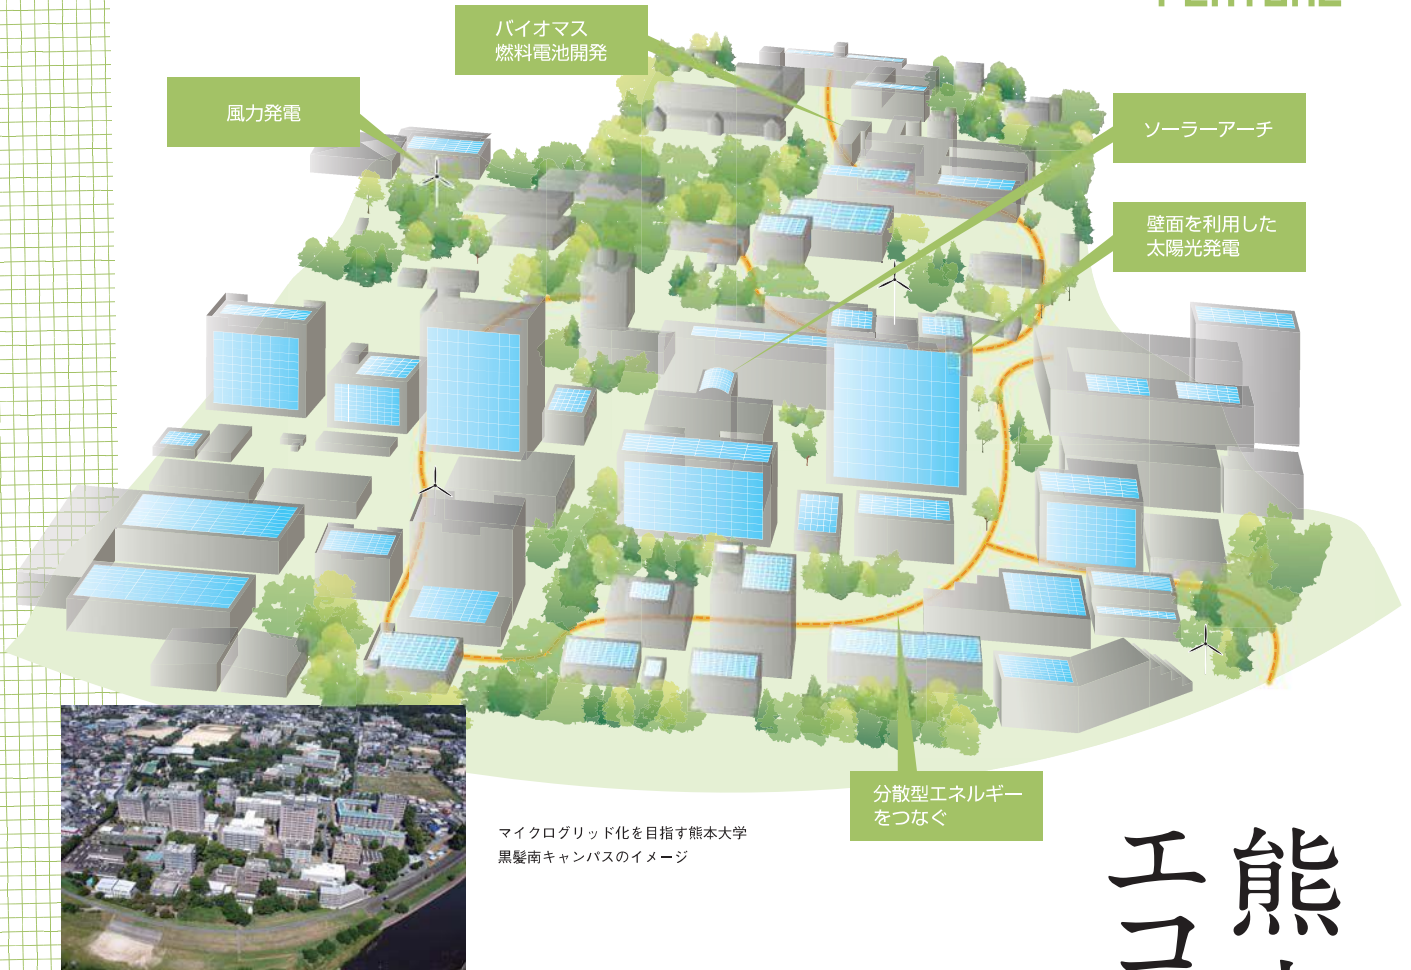 バイオマス
燃料電池開発
風力発電
ソーラーアーチ
壁面を利用した
太陽光発電
分散型エネルギー
をつなぐ
マイクログリッド化を目指す熊本大学
黒髪南キャンパスのイメージ
熊
エコ